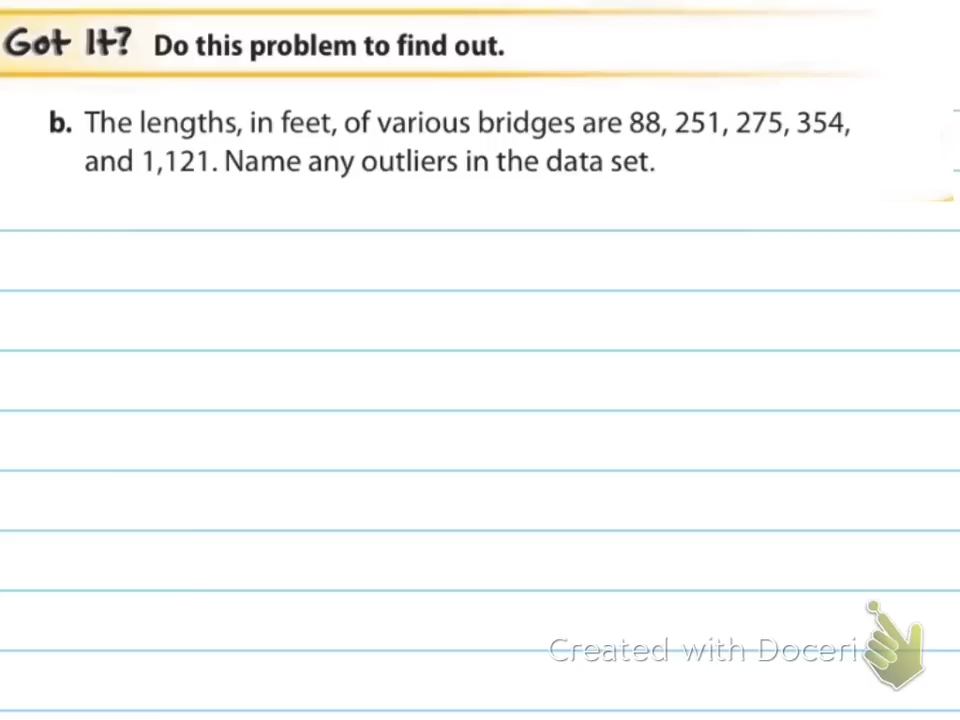 Got It? Do this problem to find out.
b. The lengths, in feet, of various bridges are 88, 251, 275, 354,
and 1,121. Name any outliers in the data set.
Created with Doceri